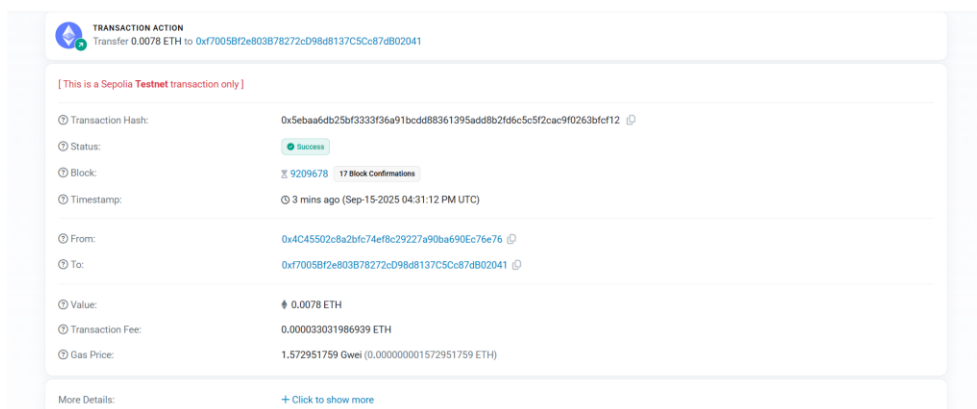 TRANSACTION ACTION
Transfer 0.0078 ETH to 0xf7005Bf2e803B78272cD98d8137C5Cc87dB02041
[ This is a Sepolia Testnet transaction only ]
Transaction Hash: 0x5ebaa6db25bf3333f36a91bcdd88361395add8b2fd6c5c5f2cac9f0263bfcf12
Status: Success
Block: 9209678 17 Block Confirmations
Timestamp: 3 mins ago (Sep-15-2025 04:31:12 PM UTC)
From: 0x4C45502c8a2bfc74ef8c29227a90ba690Ec76e76
To: 0xf7005Bf2e803B78272cD98d8137C5Cc87dB02041
Value: 0.0078 ETH
Transaction Fee: 0.000033031986939 ETH
Gas Price: 1.572951759 Gwei (0.000000001572951759 ETH)
More Details: + Click to show more